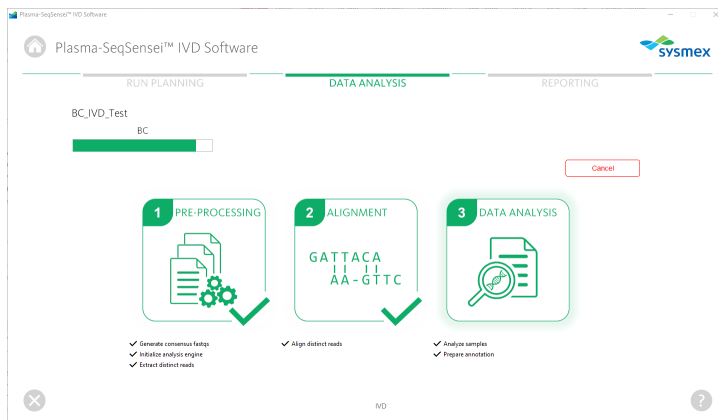 Plasma-SeqSensei™ IVD Software
Plasma-SeqSensei™ IVD Software
sysmex
RUN PLANNING
DATA ANALYSIS
REPORTING
BC_IVD_Test
BC
Cancel
1 PRE-PROCESSING
2 ALIGNMENT
3 DATA ANALYSIS
GATTACA
AA-GTTC
Generate consensus fastqs
Initialize analysis engine
Extract distinct reads
Align distinct reads
Analyze samples
Prepare annotation
IVD
?